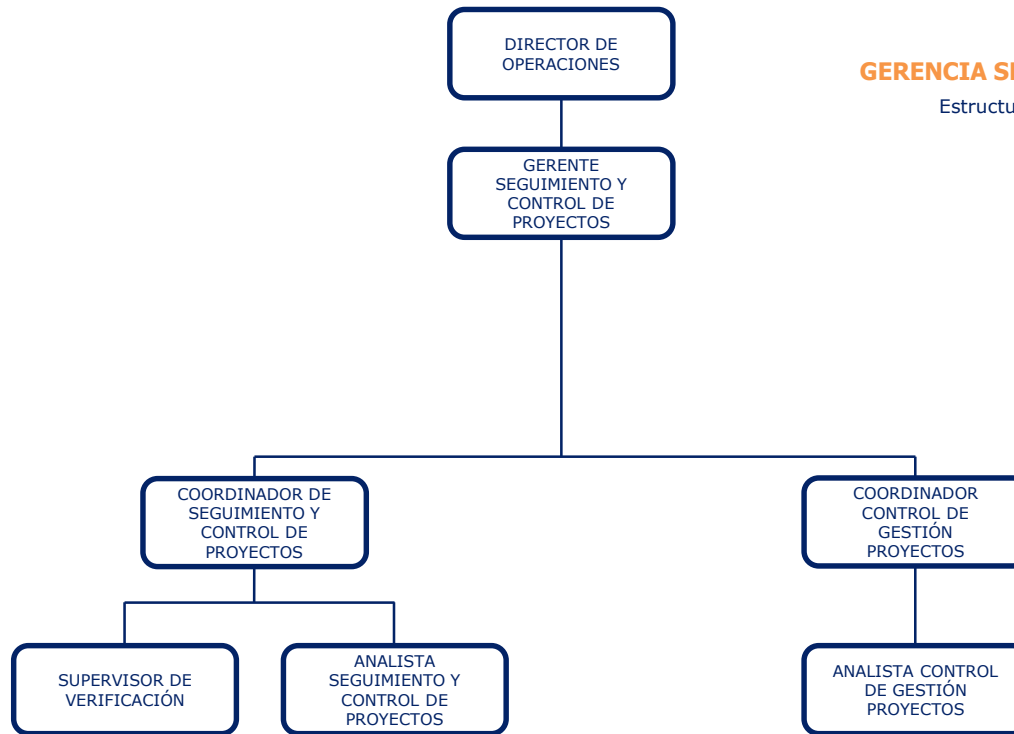 DIRECTOR DE
OPERACIONES
GERENCIA
Estructu
GERENTE
SEGUIMIENTO Y
CONTROL DE
PROYECTOS
COORDINADOR DE
SEGUIMIENTO Y
CONTROL DE
PROYECTOS
COORDINADOR
CONTROL DE
GESTIÓN
PROYECTOS
SUPERVISOR DE
VERIFICACIÓN
ANALISTA
SEGUIMIENTO Y
CONTROL DE
PROYECTOS
ANALISTA CONTROL
DE GESTIÓN
PROYECTOS